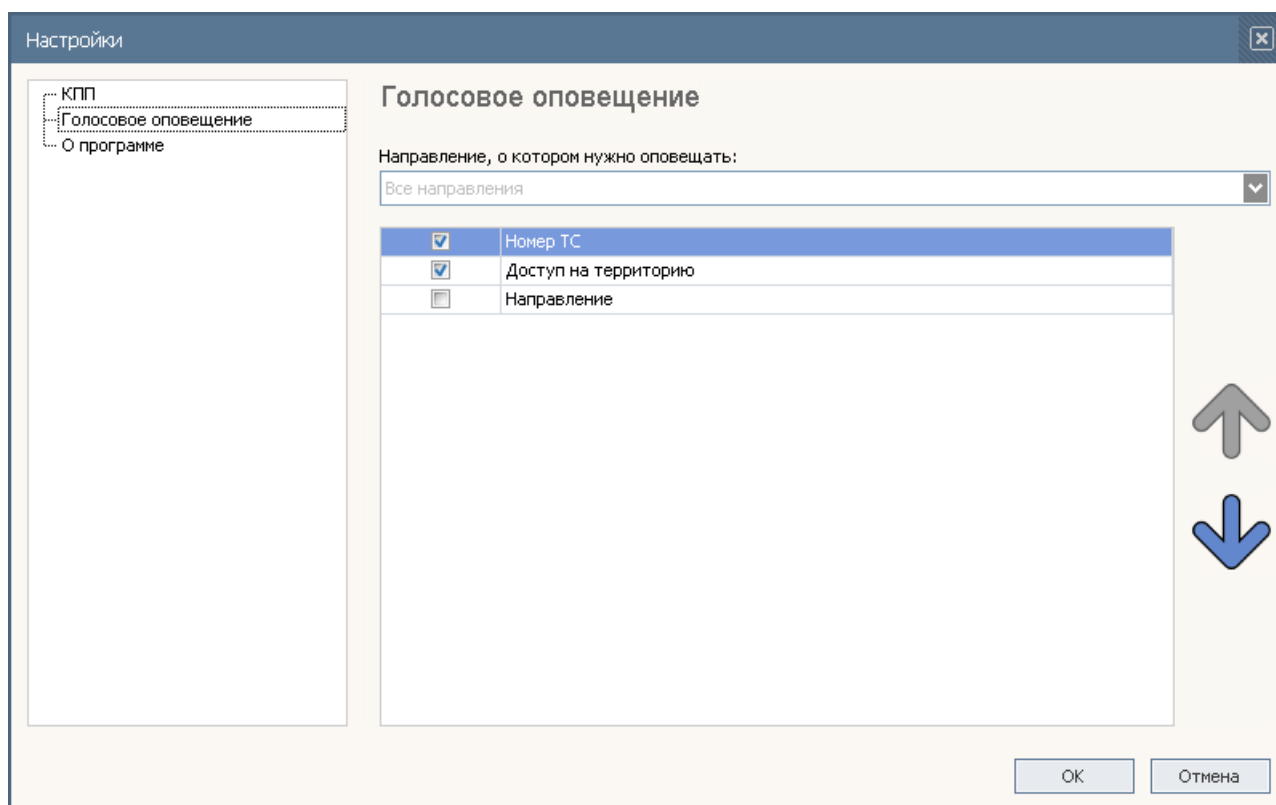 Настройки
КПП
Голосовое оповещение
О программе
Голосовое оповещение
Направление, о котором нужно оповещать:
Все направления
Номер ТС
Доступ на территорию
Направление
ОК
Отмена